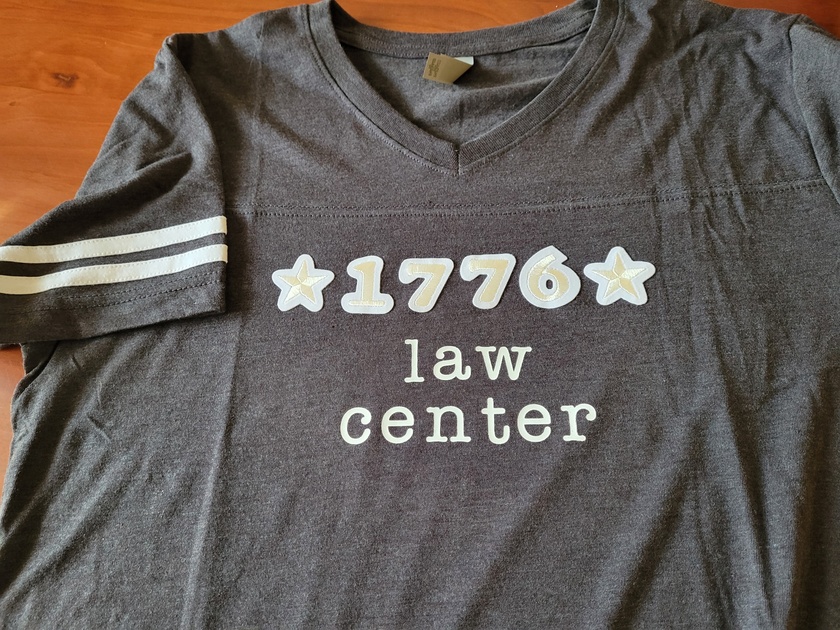 ★1776★
law
center